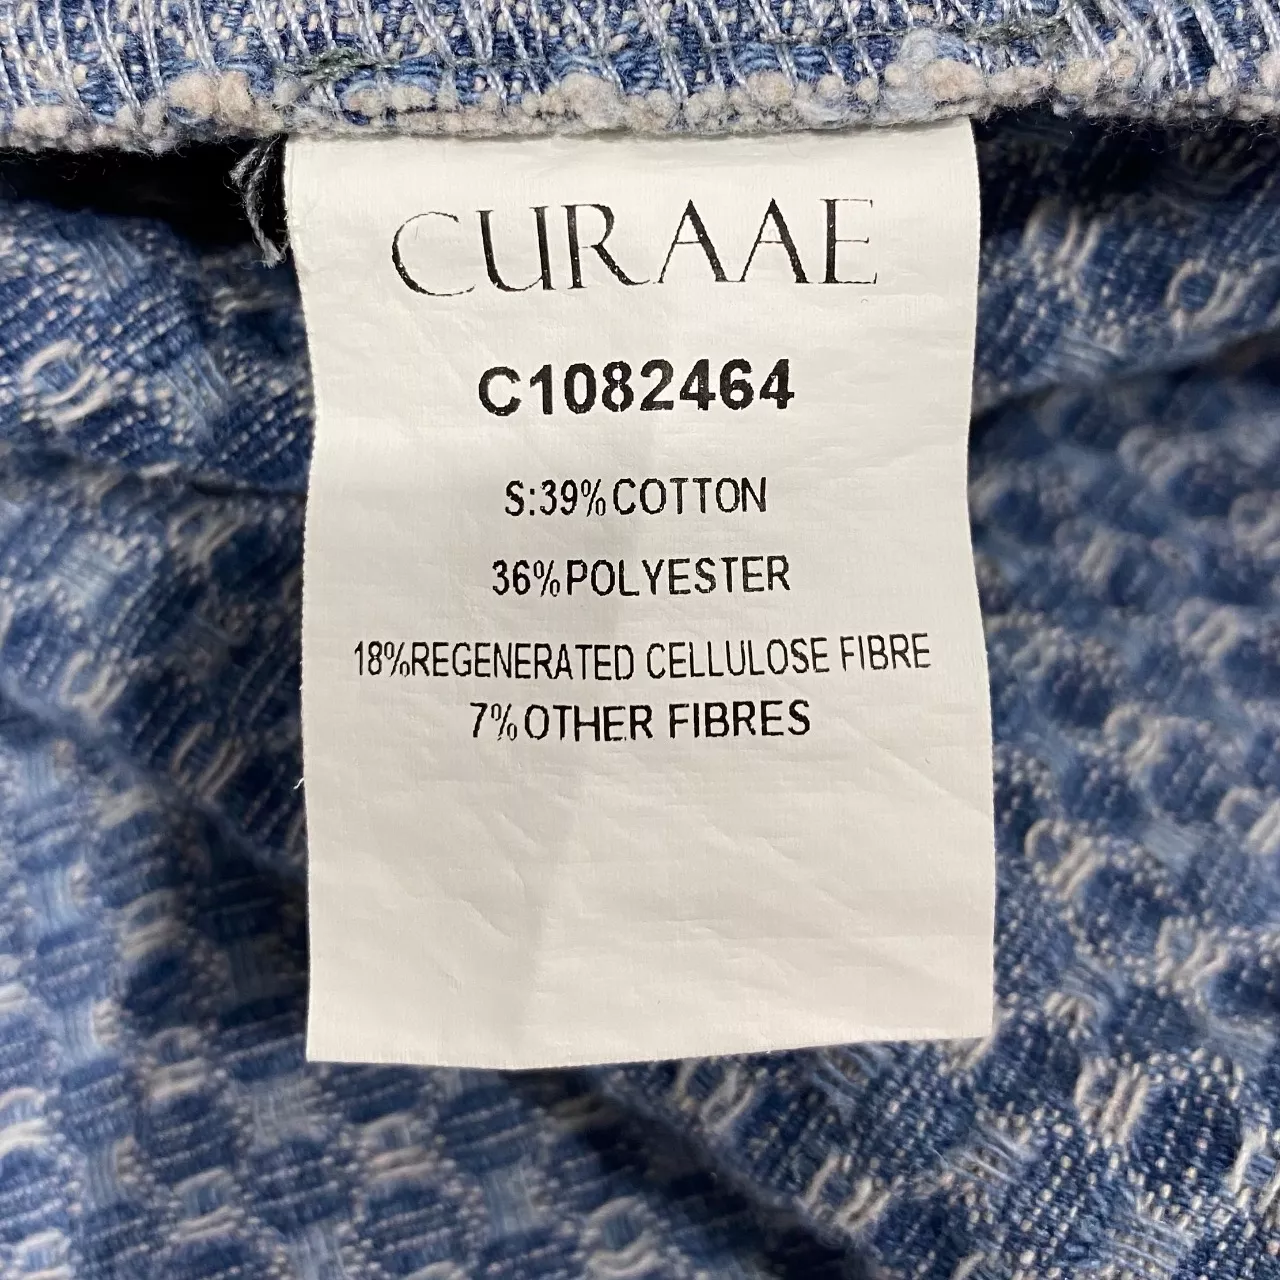 CURAAE
C1082464
S:39%COTTON
36%POLYESTER
18%REGENERATED CELLULOSE FIBRE
7%OTHER FIBRES